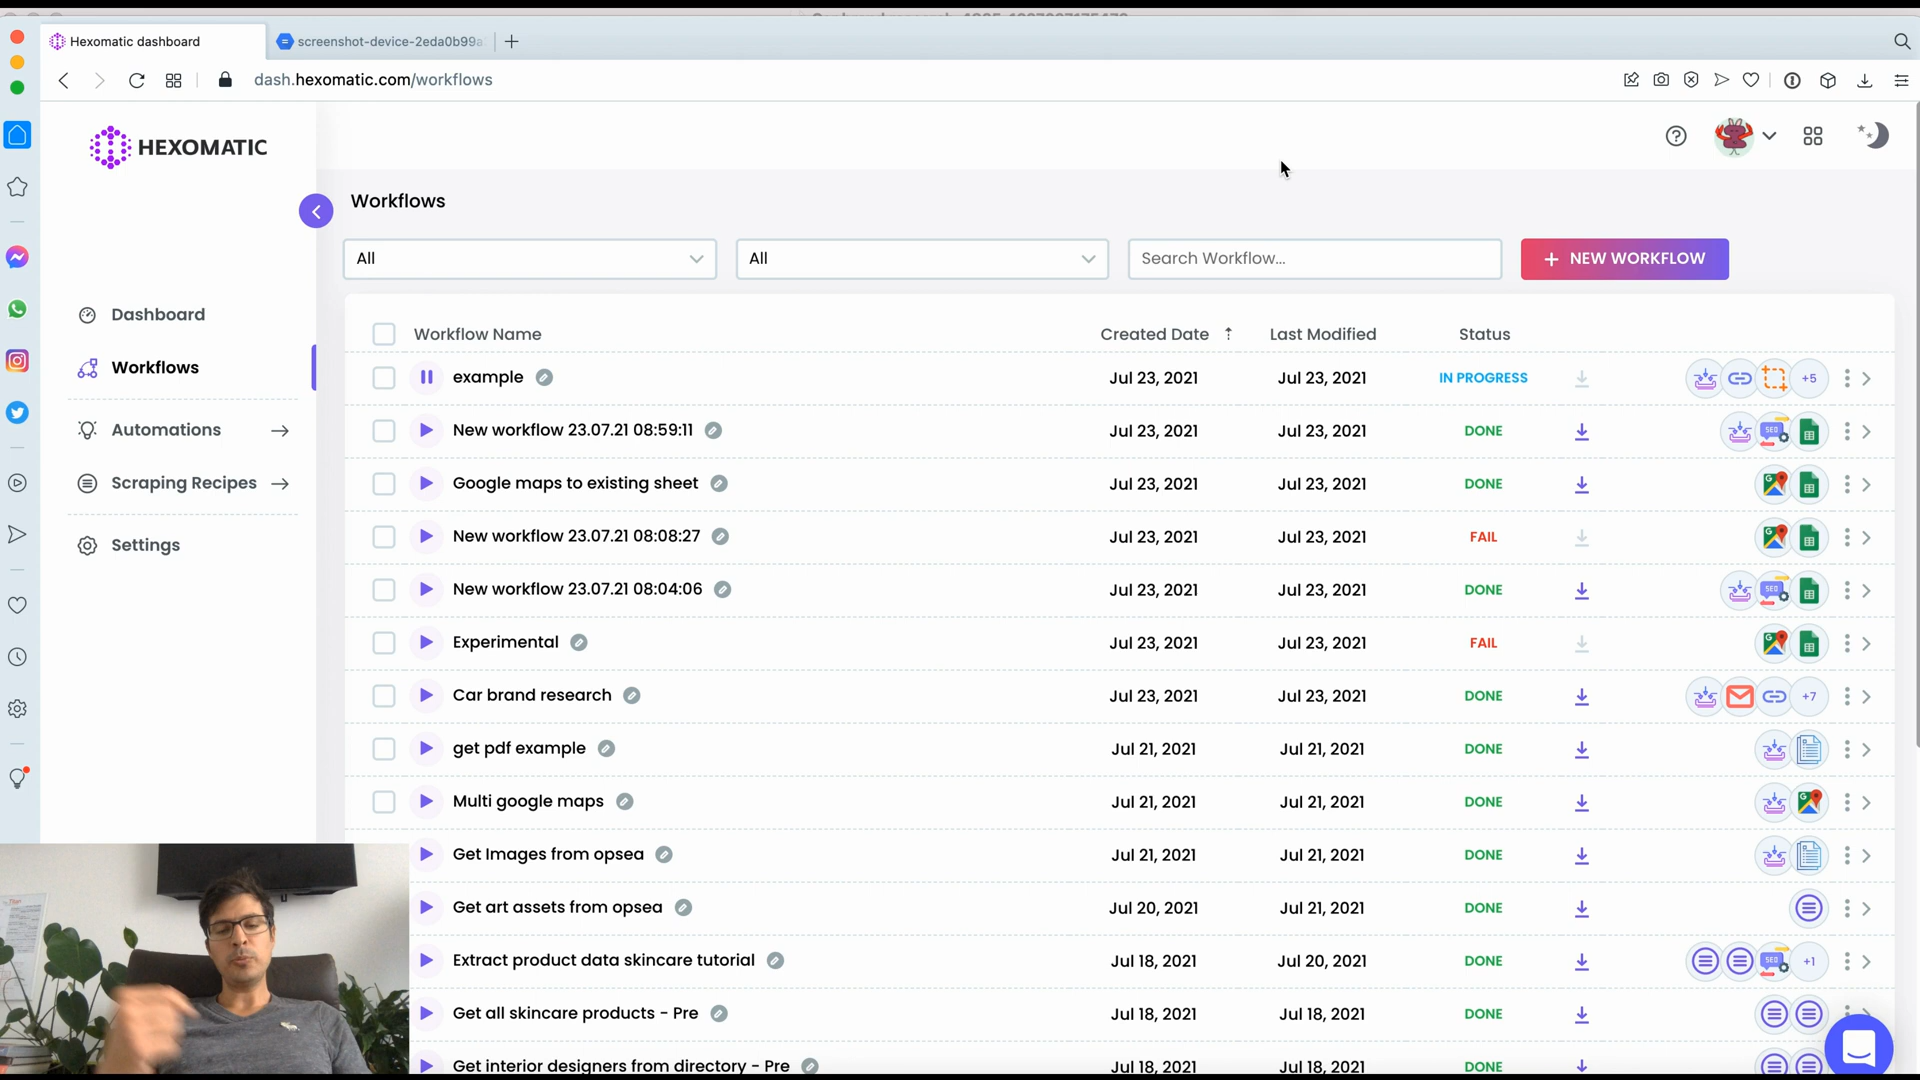 Hexomatic dashboard
screenshot-device-2eda0b99a
dash.hexomatic.com/workflows
HEXOMATIC
Workflows
All
All
Search Workflow...
+ NEW WORKFLOW
Dashboard
Workflows
Automations
Scraping Recipes
Settings
Workflow Name Created Date Last Modified Status
example Jul 23, 2021 Jul 23, 2021 IN PROGRESS +5
New workflow 23.07.21 08:59:11 Jul 23, 2021 Jul 23, 2021 DONE SEO
Google maps to existing sheet Jul 23, 2021 Jul 23, 2021 DONE
New workflow 23.07.21 08:08:27 Jul 23, 2021 Jul 23, 2021 FAIL
New workflow 23.07.21 08:04:06 Jul 23, 2021 Jul 23, 2021 DONE SEO
Experimental Jul 23, 2021 Jul 23, 2021 FAIL
Car brand research Jul 23, 2021 Jul 23, 2021 DONE +7
get pdf example Jul 21, 2021 Jul 21, 2021 DONE
Multi google maps Jul 21, 2021 Jul 21, 2021 DONE
Get Images from opsea Jul 21, 2021 Jul 21, 2021 DONE
Get art assets from opsea Jul 20, 2021 Jul 21, 2021 DONE
Extract product data skincare tutorial Jul 18, 2021 Jul 20, 2021 DONE SEO +1
Get all skincare products - Pre Jul 18, 2021 Jul 18, 2021 DONE
Get interior designers from directory - Pre Jul 18, 2021 Jul 18, 2021 DONE